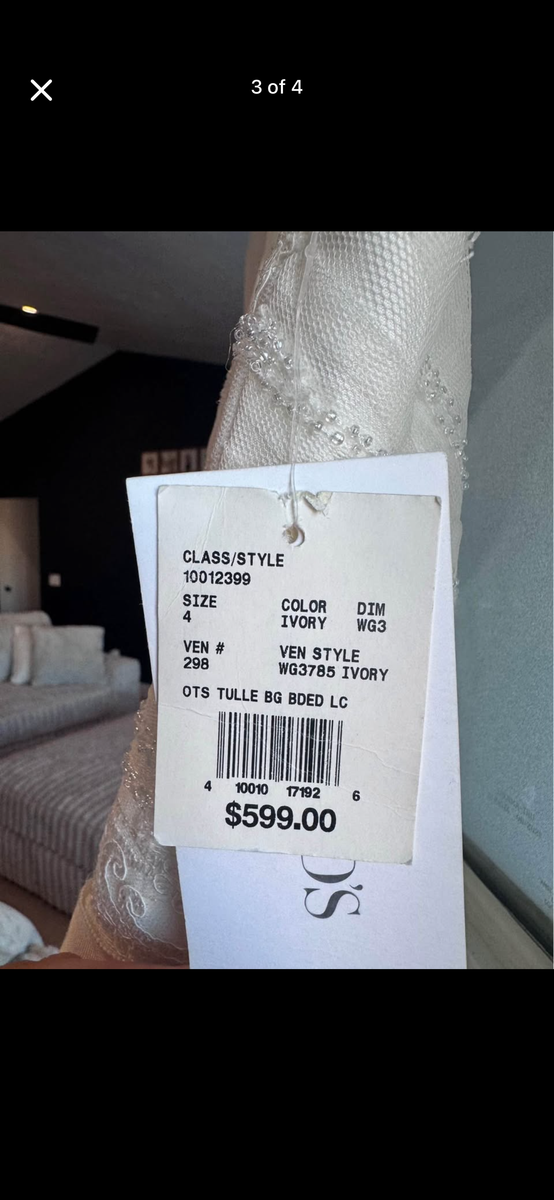 3 of 4
CLASS/STYLE
10012399
SIZE COLOR DIM
4 IVORY WG3
VEN # VEN STYLE
298 WG3785 IVORY
OTS TULLE BG BDED LC
4 10010 17192 6
$599.00
'S